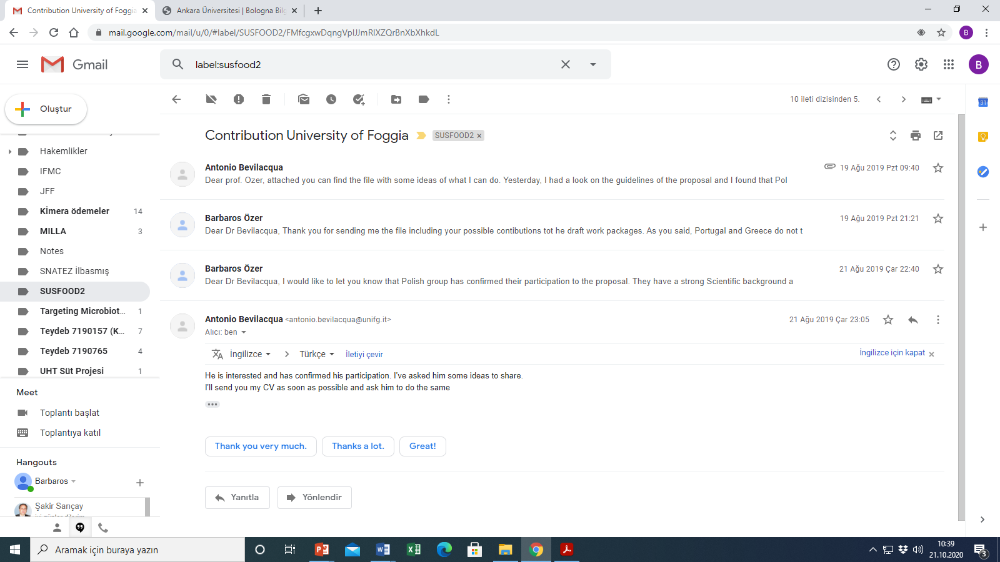 Contribution University of Foggia
Ankara Üniversitesi | Bologna Bilg
mail.google.com/mail/u/0/#label/SUSFOOD2/FMfcgxwDqngVplJJmRlXZQrBnXbXhkdL
B
Gmail
label:susfood2
B
Oluştur
10 ileti dizisinden 5.
31
Contribution University of Foggia SUSFOOD2 ×
Hakemlikler
IFMC
JFF
Kimera ödemeler 14
MILLA 3
Notes
SNATEZ İlbasmış
SUSFOOD2
Targeting Microbiot... 1
Teydeb 7190157 (K... 7
Teydeb 7190765 4
UHT Süt Projesi 1
Meet
Toplantı başlat
Toplantıya katıl
Hangouts
Barbaros
Şakir Sarıçay
Antonio Bevilacqua 19 Ağu 2019 Pzt 09:40
Dear prof. Ozer, attached you can find the file with some ideas of what I can do. Yesterday, I had a look on the guidelines of the proposal and I found that Pol
Barbaros Özer 19 Ağu 2019 Pzt 21:21
Dear Dr Bevilacqua, Thank you for sending me the file including your possible contibutions tot he draft work packages. As you said, Portugal and Greece do not t
Barbaros Özer 21 Ağu 2019 Çar 22:40
Dear Dr Bevilacqua, I would like to let you know that Polish group has confirmed their participation to the proposal. They have a strong Scientific background a
Antonio Bevilacqua <antonio.bevilacqua@unifg.it> 21 Ağu 2019 Çar 23:05
Alıcı: ben
İngilizce > Türkçe İletiyi çevir İngilizce için kapat ×
He is interested and has confirmed his participation. I've asked him some ideas to share.
I'll send you my CV as soon as possible and ask him to do the same
Thank you very much. Thanks a lot. Great!
Yanıtla Yönlendir
Aramak için buraya yazın
10:39
21.10.2020
3